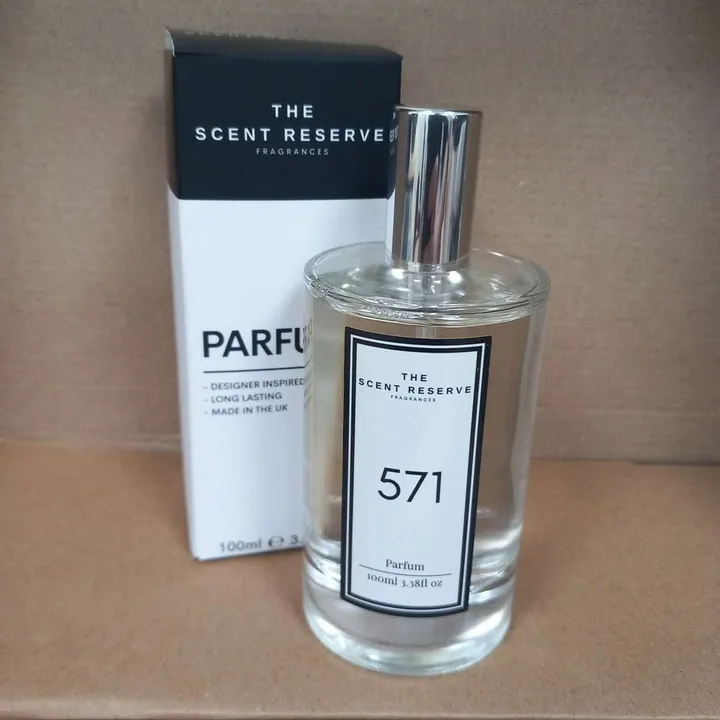 THE
SCENT RESERVE
FRAGRANCES
PARFU
- DESIGNER INSPIRED
- LONG LASTING
- MADE IN THE UK
100ml ℮ 3.
THE
SCENT RESERVE
FRAGRANCES
571
Parfum
100ml 3.38fl oz